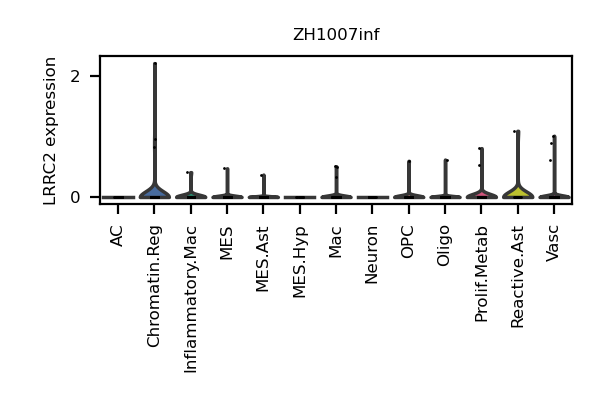 ZH1007inf
LRRC2 expression
2
0
AC
Chromatin.Reg
Inflammatory.Mac
MES
MES.Ast
MES.Hyp
Mac
Neuron
OPC
Oligo
Prolif.Metab
Reactive.Ast
Vasc